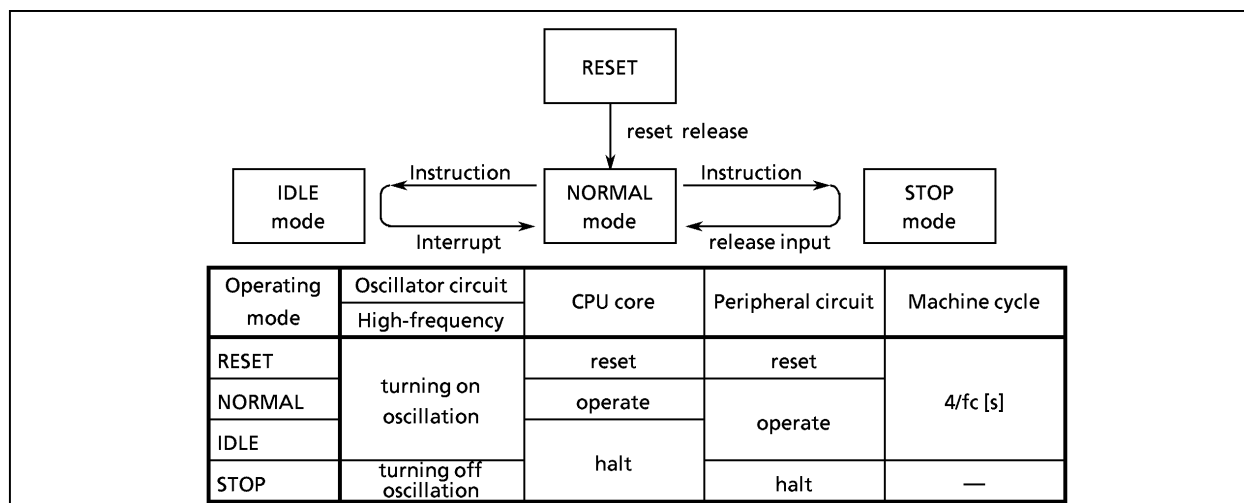 RESET
reset release
Instruction
Instruction
IDLE
mode
NORMAL
mode
STOP
mode
Interrupt
release input
Operating
mode
Oscillator circuit
High-frequency
CPU core
Peripheral circuit
Machine cycle
RESET
turning on
oscillation
reset
reset
4/fc [s]
NORMAL
operate
operate
IDLE
halt
STOP
turning off
oscillation
halt
—